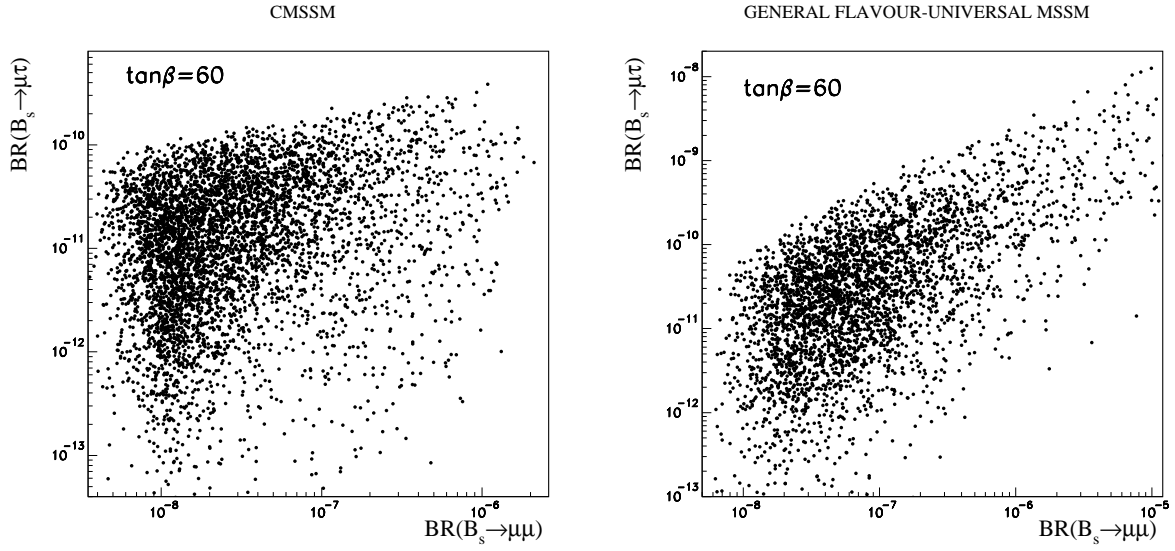 CMSSM
BR(B_s→μτ)
tanβ=60
10^-10
10^-11
10^-12
10^-13
10^-8
10^-7
10^-6
BR(B_s→μμ)
GENERAL FLAVOUR-UNIVERSAL MSSM
BR(B_s→μτ)
tanβ=60
10^-8
10^-9
10^-10
10^-11
10^-12
10^-13
10^-8
10^-7
10^-6
10^-5
BR(B_s→μμ)